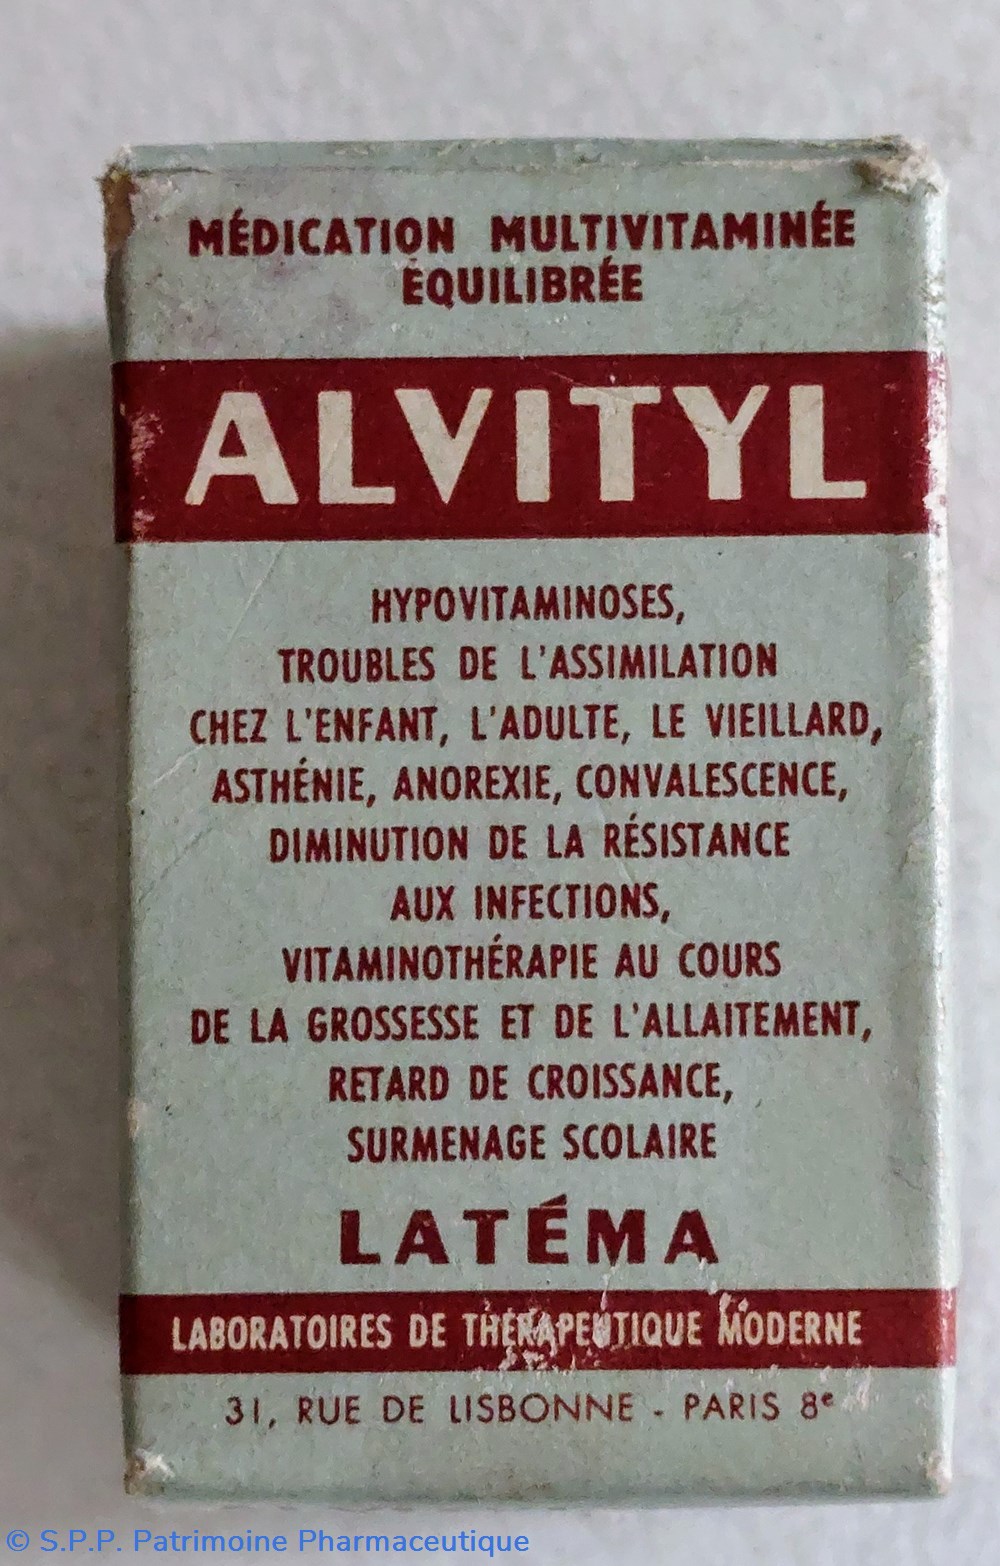 MÉDICATION MULTIVITAMINÉE
ÉQUILIBRÉE
ALVITYL
HYPOVITAMINOSES,
TROUBLES DE L'ASSIMILATION
CHEZ L'ENFANT, L'ADULTE, LE VIEILLARD,
ASTHÉNIE, ANOREXIE, CONVALESCENCE,
DIMINUTION DE LA RÉSISTANCE
AUX INFECTIONS,
VITAMINOTHÉRAPIE AU COURS
DE LA GROSSESSE ET DE L'ALLAITEMENT,
RETARD DE CROISSANCE,
SURMENAGE SCOLAIRE
LATÉMA
LABORATOIRES DE THÉRAPEUTIQUE MODERNE
31, RUE DE LISBONNE - PARIS 8e
© S.P.P. Patrimoine Pharmaceutique